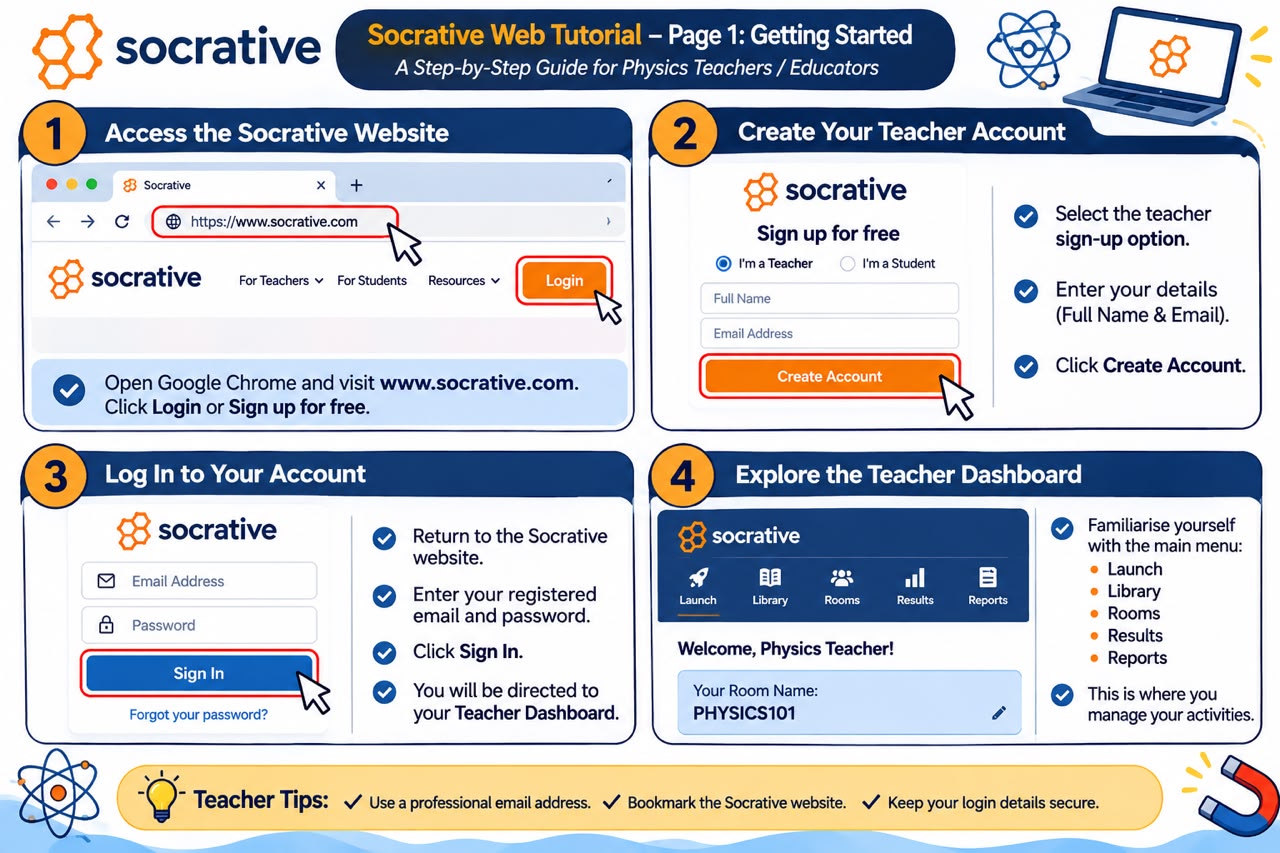 socrative
Socrative Web Tutorial – Page 1: Getting Started
A Step-by-Step Guide for Physics Teachers / Educators
1
Access the Socrative Website
Socrative
https://www.socrative.com
socrative
For Teachers
For Students
Resources
Login
Open Google Chrome and visit www.socrative.com.
Click Login or Sign up for free.
2
Create Your Teacher Account
socrative
Sign up for free
I'm a Teacher
I'm a Student
Full Name
Email Address
Create Account
Select the teacher
sign-up option.
Enter your details
(Full Name & Email).
Click Create Account.
3
Log In to Your Account
socrative
Email Address
Password
Sign In
Forgot your password?
Return to the Socrative
website.
Enter your registered
email and password.
Click Sign In.
You will be directed to
your Teacher Dashboard.
4
Explore the Teacher Dashboard
socrative
Launch
Library
Rooms
Results
Reports
Welcome, Physics Teacher!
Your Room Name:
PHYSICS101
Familiarise yourself
with the main menu:
Launch
Library
Rooms
Results
Reports
This is where you
manage your activities.
Teacher Tips:
Use a professional email address.
Bookmark the Socrative website.
Keep your login details secure.